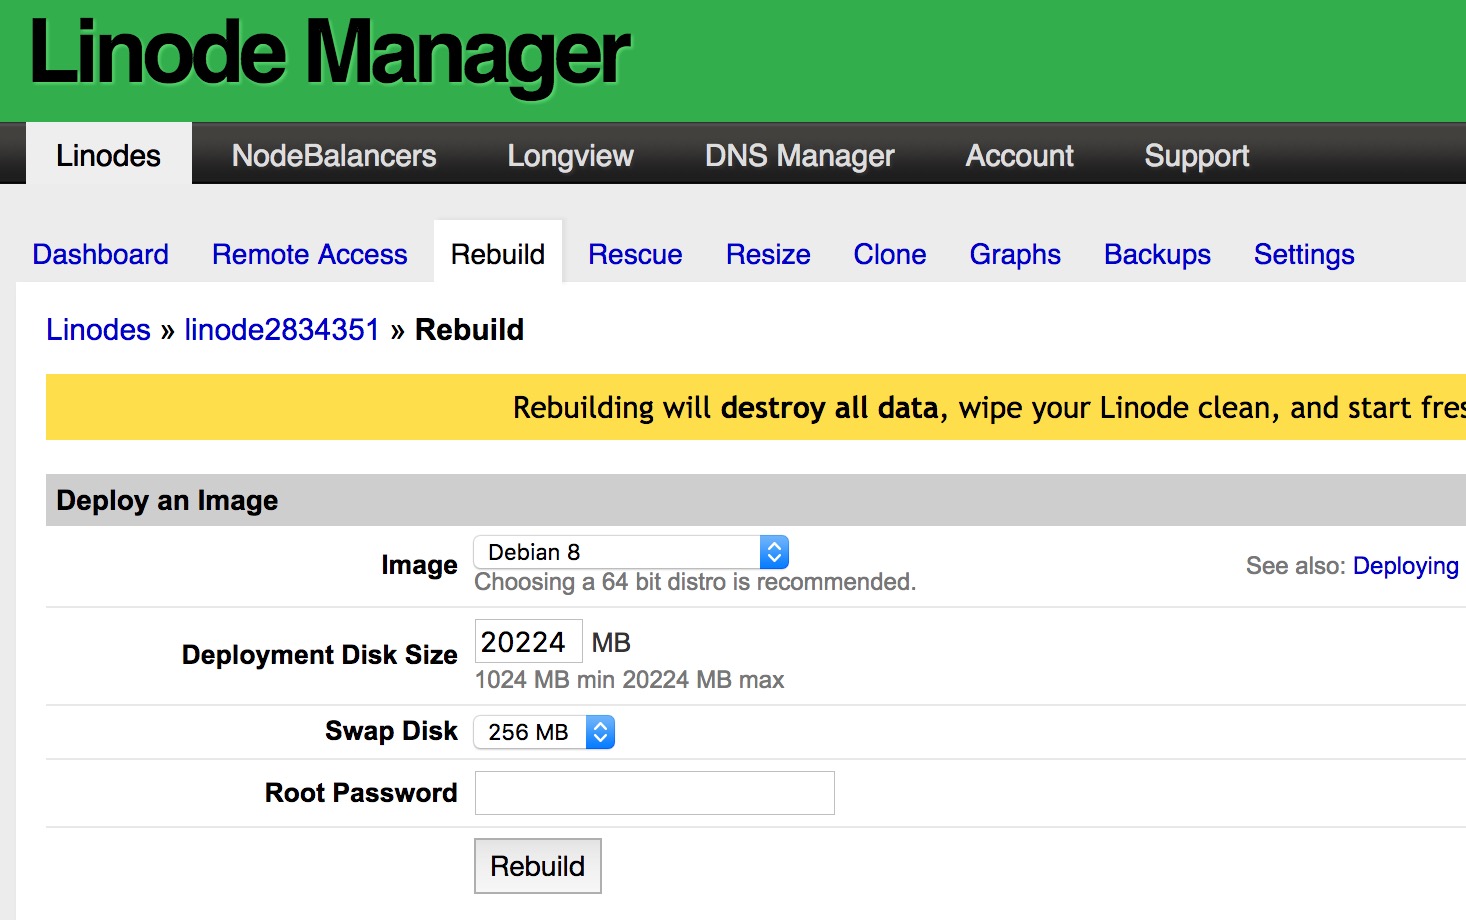 Linode Manager
Linodes NodeBalancers Longview DNS Manager Account Support
Dashboard Remote Access Rebuild Rescue Resize Clone Graphs Backups Settings
Linodes » linode2834351 » Rebuild
Rebuilding will destroy all data, wipe your Linode clean, and start fres
Deploy an Image
Image Debian 8
Choosing a 64 bit distro is recommended.
See also: Deploying
Deployment Disk Size 20224 MB
1024 MB min 20224 MB max
Swap Disk 256 MB
Root Password
Rebuild